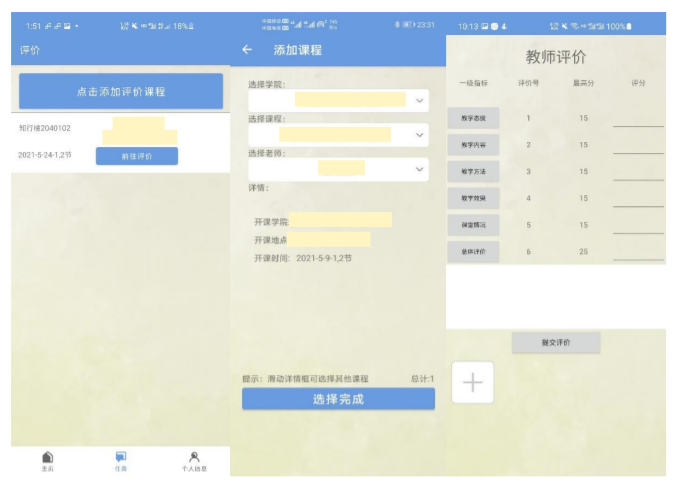 1:51
16%
评价
点击添加评价课程
知行楼2040102
2021-5-24-1,2节
前往评价
主页
任务
个人信息
23:31
添加课程
选择学院:
选择课程:
选择老师:
详情:
开课学院
开课地点
开课时间: 2021-5-9-1,2节
提示: 滑动详情框可选择其他课程
总计:1
选择完成
10:13
100%
教师评价
一级指标 评价号 最高分 评分
教学态度 1 15
教学内容 2 15
教学方法 3 15
教学效果 4 15
课堂情况 5 15
总体评价 6 25
提交评价